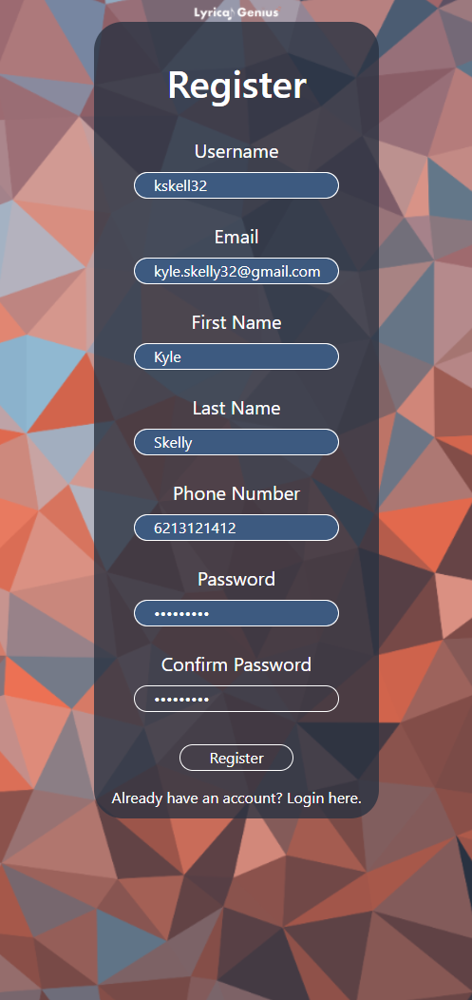 Lyrical Genius
Register
Username
kskell32
Email
kyle.skelly32@gmail.com
First Name
Kyle
Last Name
Skelly
Phone Number
6213121412
Password
•••••••••
Confirm Password
•••••••••
Register
Already have an account? Login here.